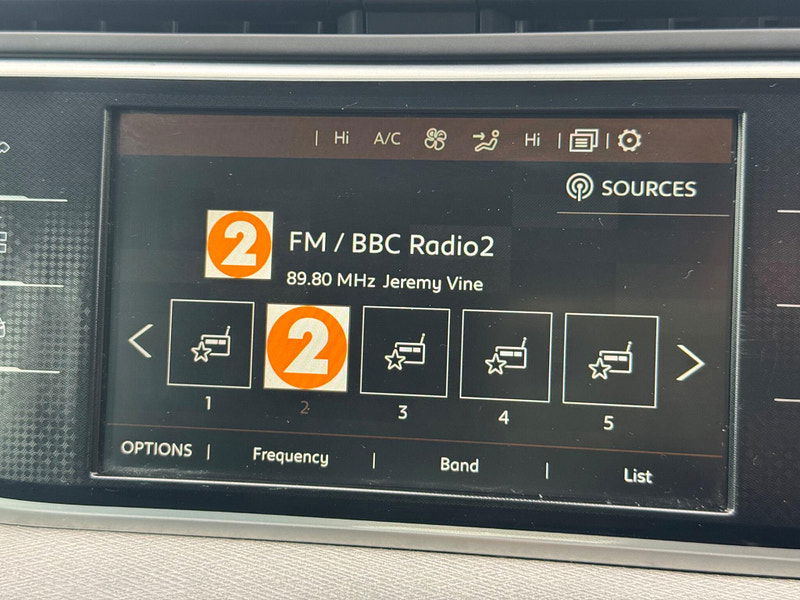 Hi A/C Hi
SOURCES
2
FM / BBC Radio2
89.80 MHz Jeremy Vine
2
1 2 3 4 5
OPTIONS Frequency Band List